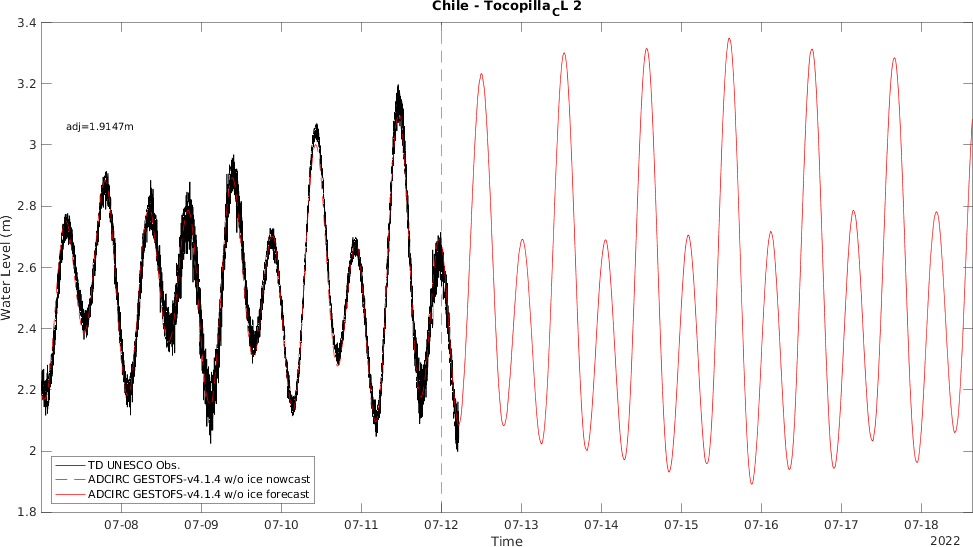 Chile - Tocopilla_C L 2
3.4
3.2
3
2.8
2.6
2.4
2.2
2
1.8
Water Level (m)
adj=1.9147m
TD UNESCO Obs.
ADCIRC GESTOFS-v4.1.4 w/o ice nowcast
ADCIRC GESTOFS-v4.1.4 w/o ice forecast
07-08 07-09 07-10 07-11 07-12 07-13 07-14 07-15 07-16 07-17 07-18
Time
2022